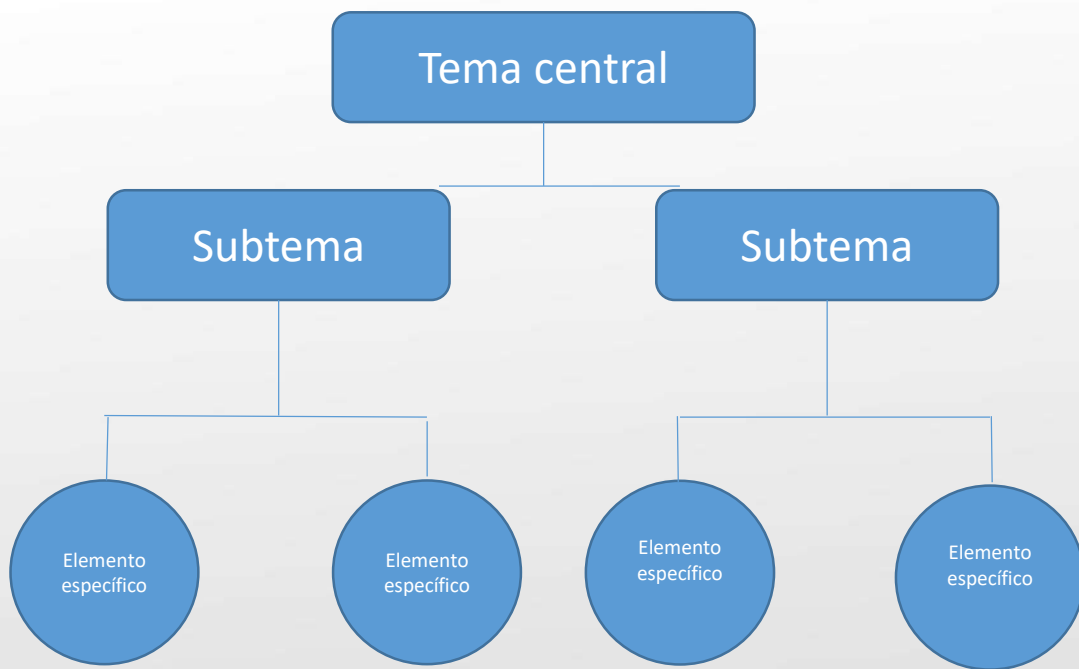 Tema central
Subtema
Subtema
Elemento
específico
Elemento
específico
Elemento
específico
Elemento
específico